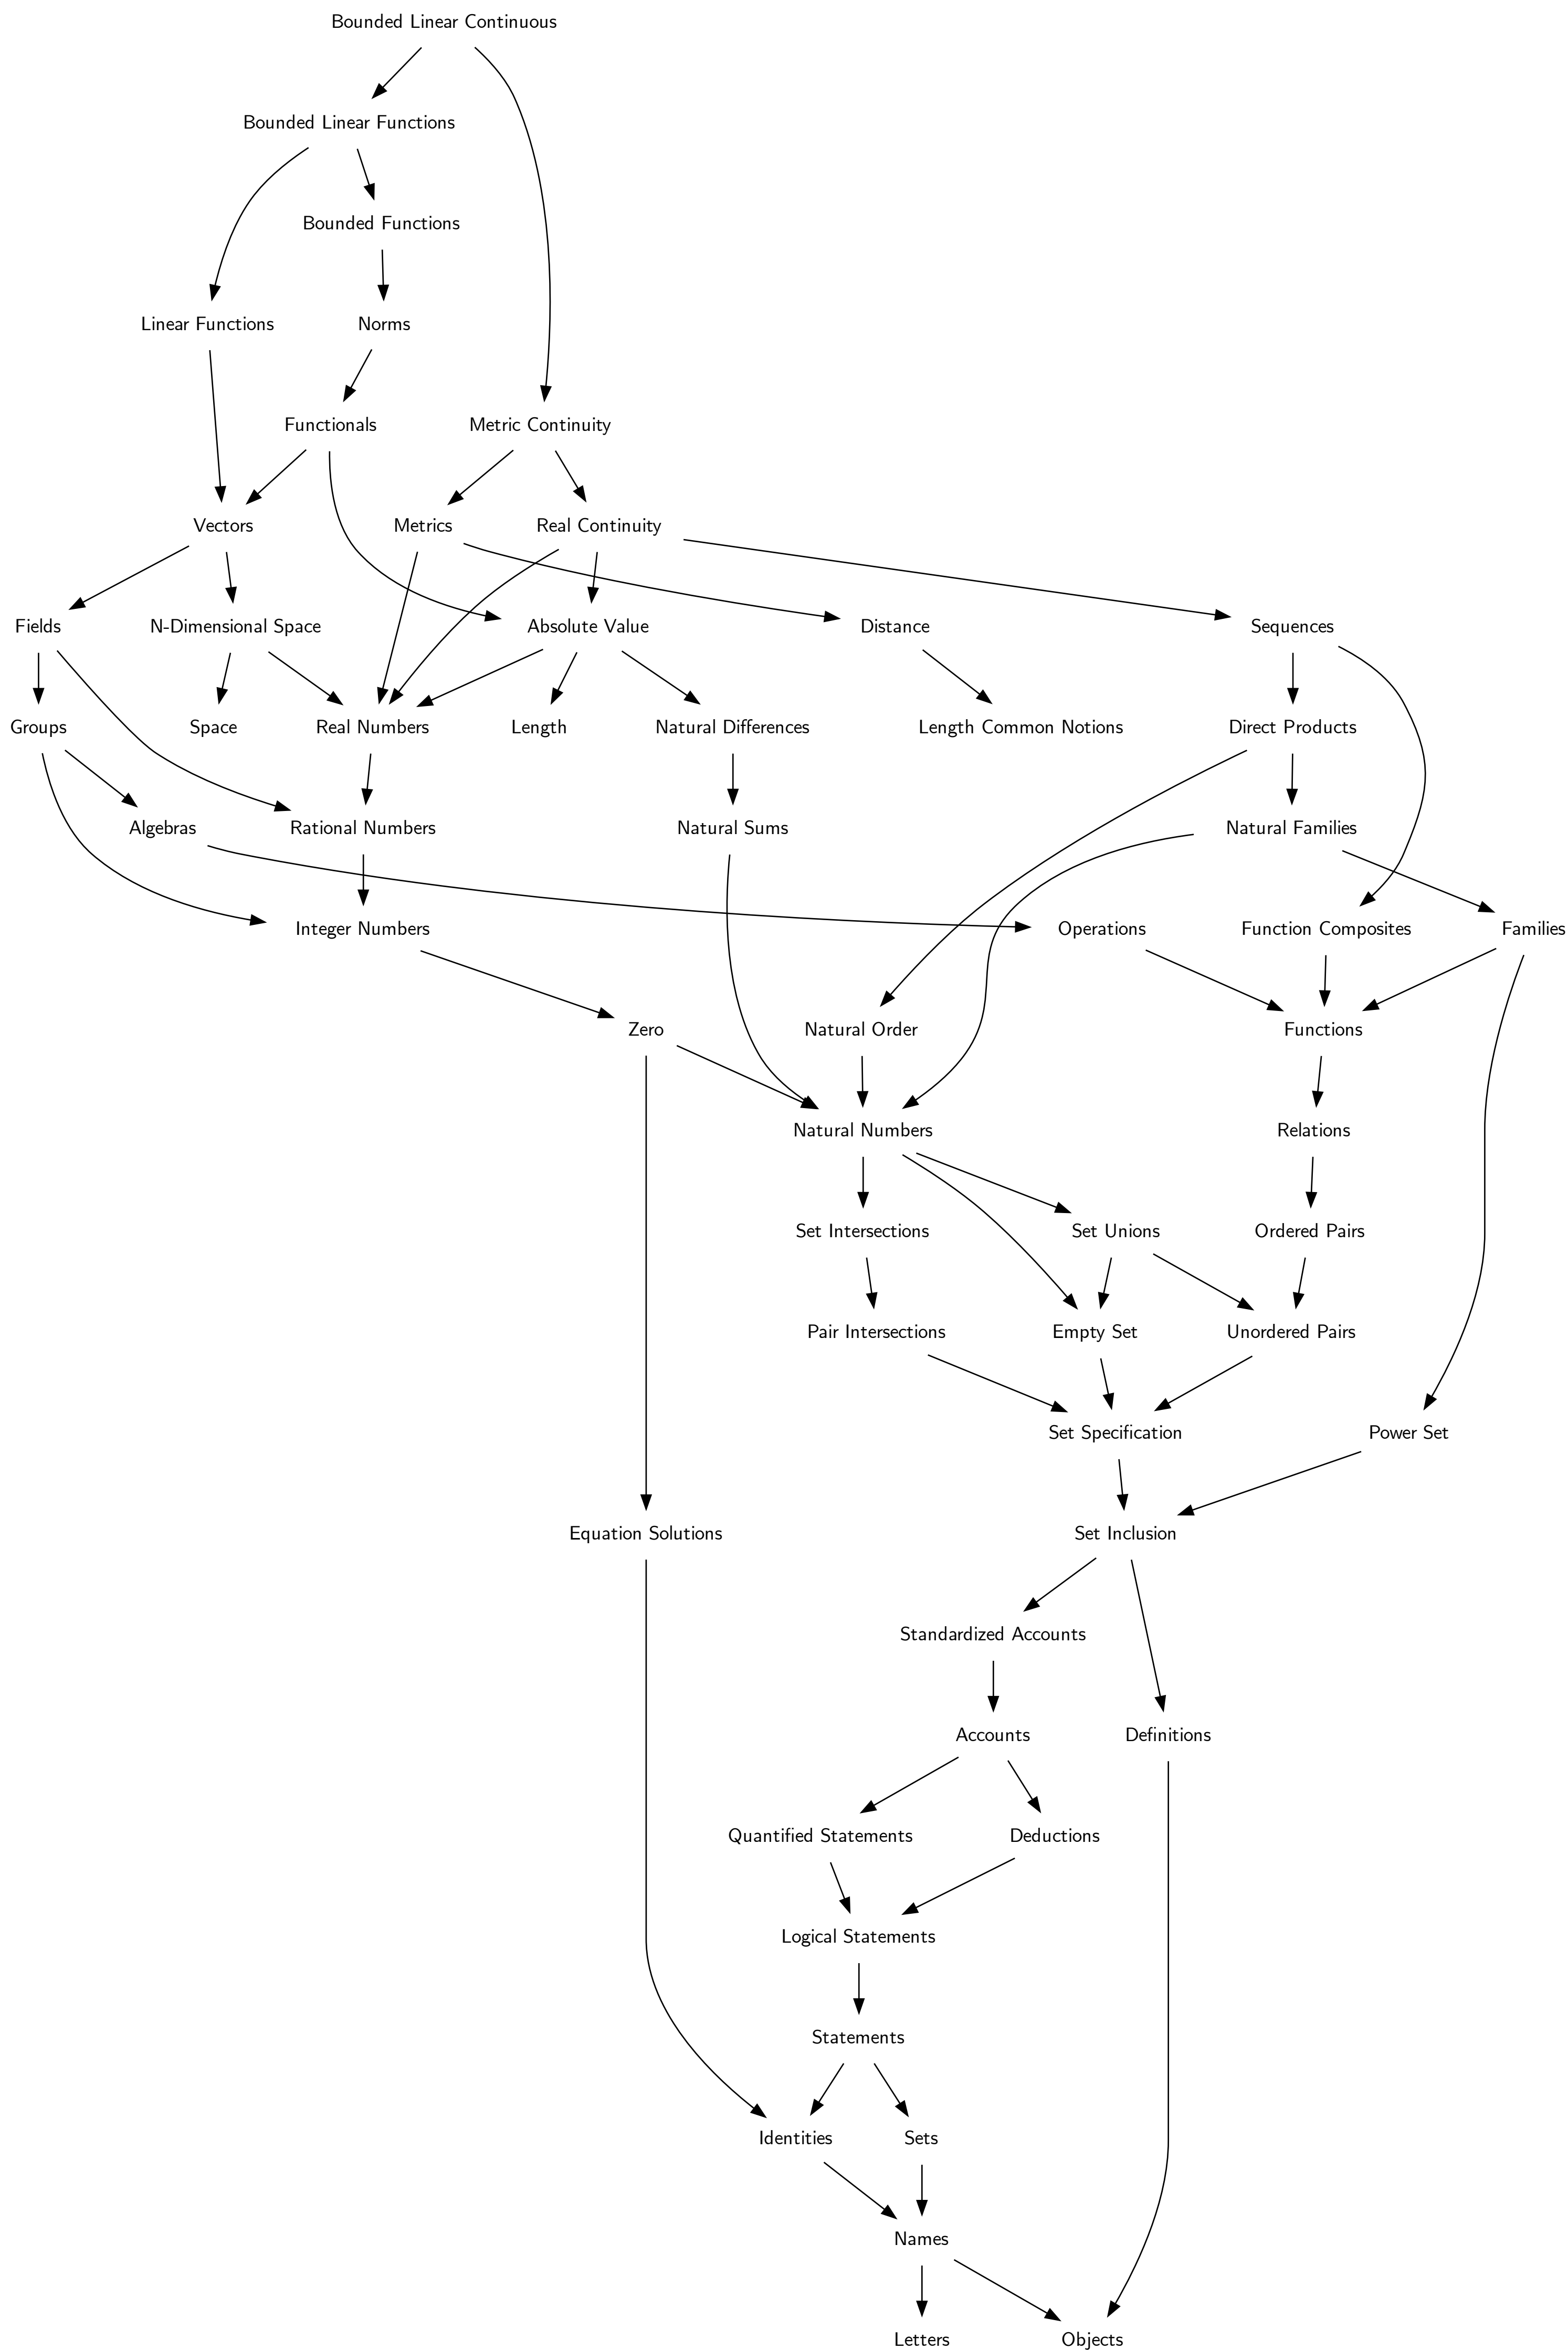 Bounded Linear Continuous
Bounded Linear Functions
Bounded Functions
Linear Functions
Norms
Functionals
Metric Continuity
Vectors
Metrics
Real Continuity
Fields
N-Dimensional Space
Absolute Value
Distance
Sequences
Groups
Space
Real Numbers
Length
Natural Differences
Length Common Notions
Direct Products
Algebras
Rational Numbers
Natural Sums
Natural Families
Integer Numbers
Operations
Function Composites
Families
Zero
Natural Order
Functions
Natural Numbers
Relations
Set Intersections
Set Unions
Ordered Pairs
Pair Intersections
Empty Set
Unordered Pairs
Set Specification
Power Set
Equation Solutions
Set Inclusion
Standardized Accounts
Accounts
Definitions
Quantified Statements
Deductions
Logical Statements
Statements
Identities
Sets
Names
Letters
Objects